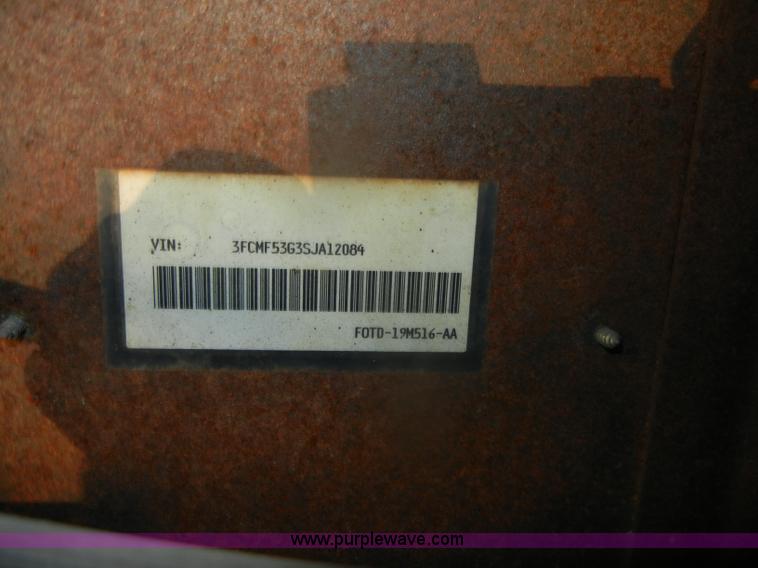 VIN: 3FCMF53G3SJA12084
FOTD-19M516-AA
www.purplewave.com